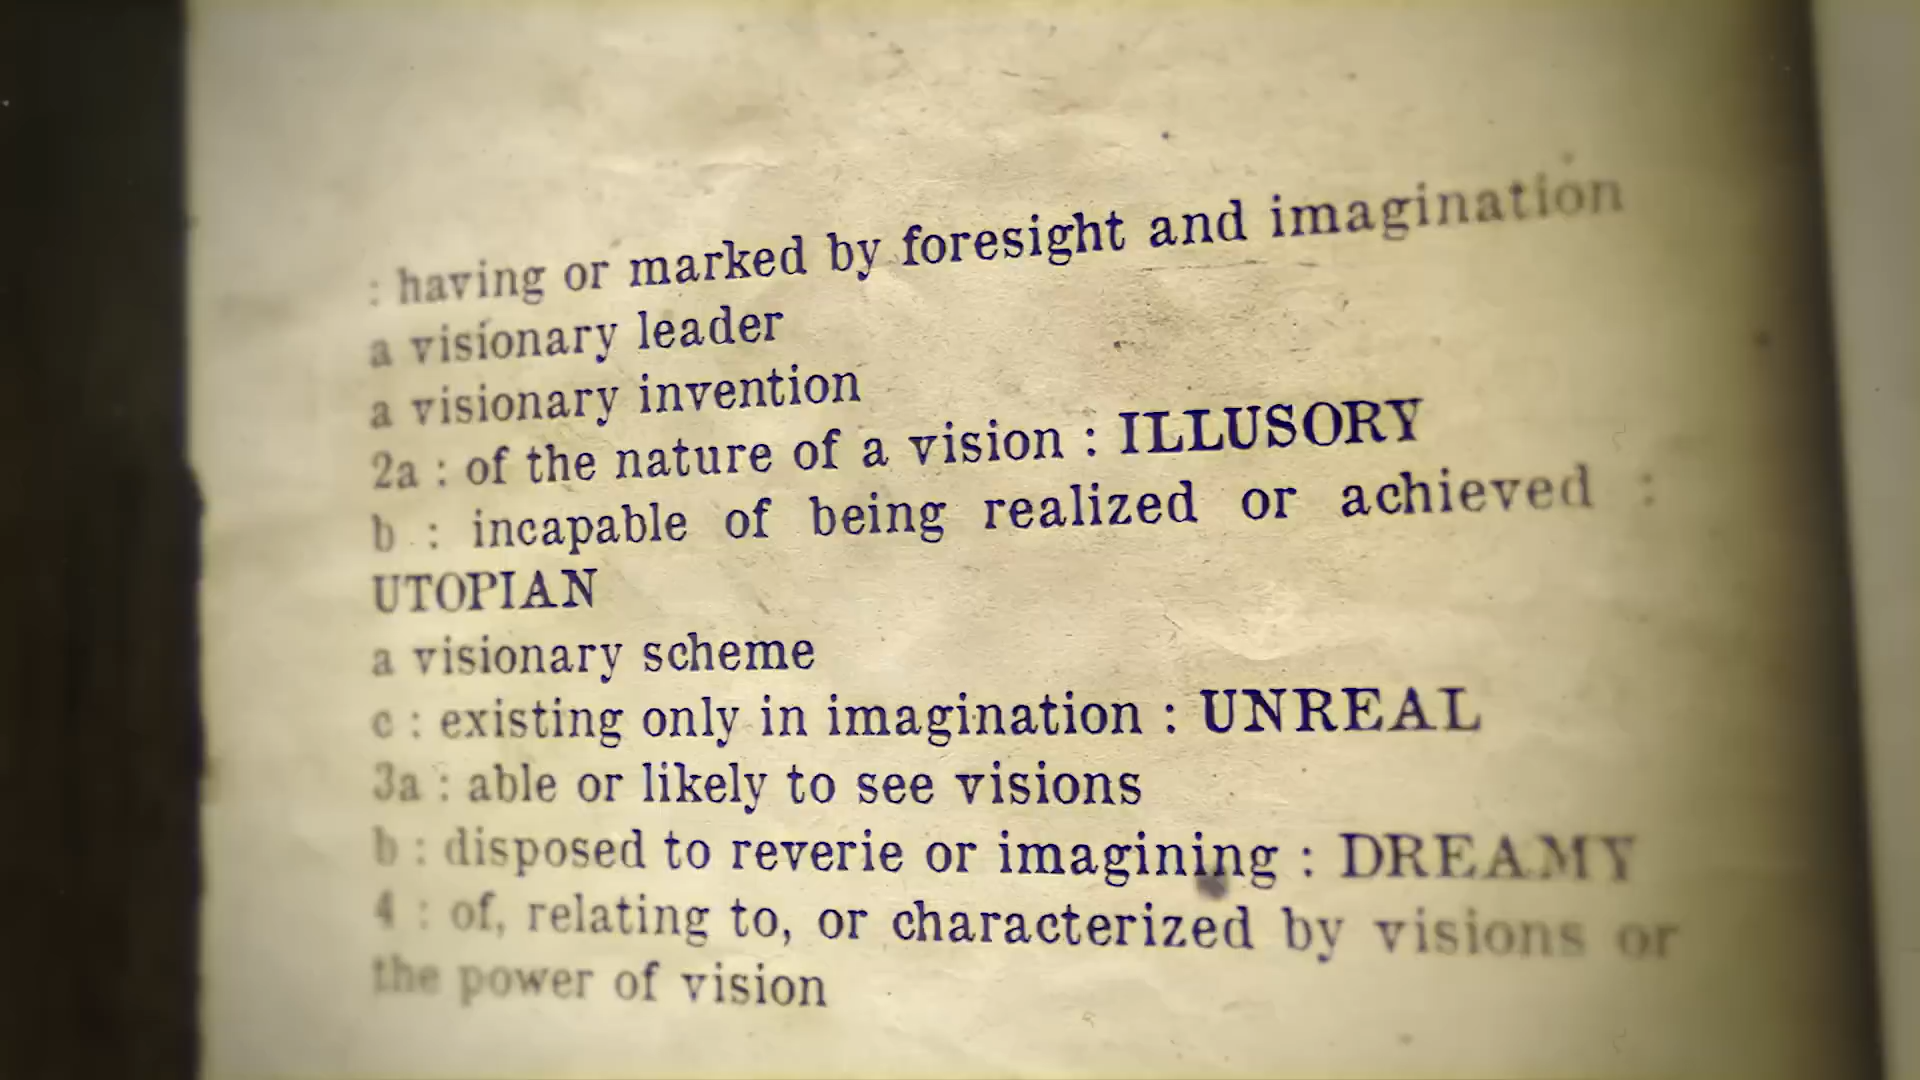 : having or marked by foresight and imagination
a visionary leader
a visionary invention
2a : of the nature of a vision : ILLUSORY
b : incapable of being realized or achieved :
UTOPIAN
a visionary scheme
c : existing only in imagination : UNREAL
3a : able or likely to see visions
b : disposed to reverie or imagining : DREAMY
4 : of, relating to, or characterized by visions or
the power of vision